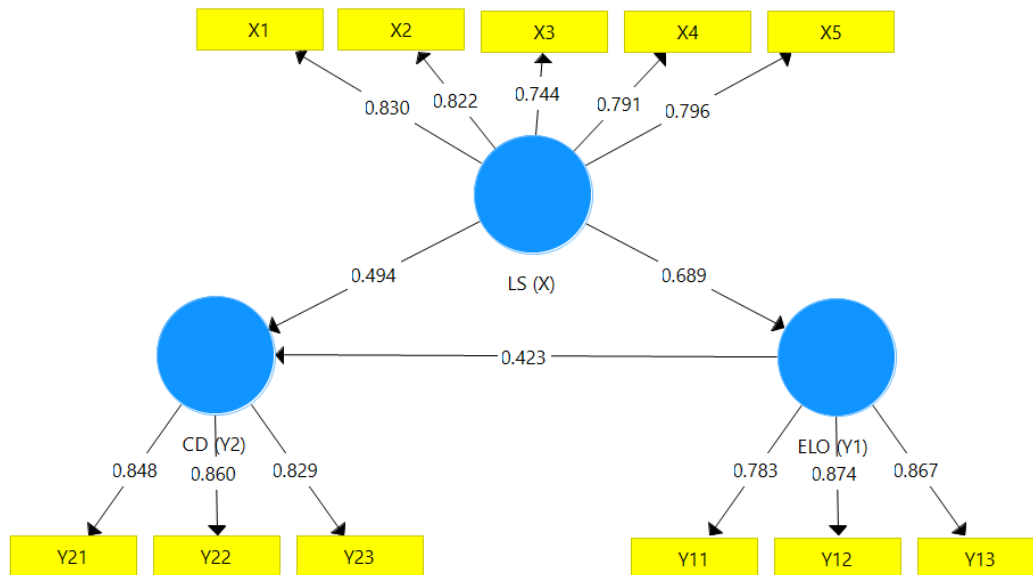 X1
X2
X3
X4
X5
0.830
0.822
0.744
0.791
0.796
LS (X)
0.494
0.689
0.423
CD (Y2)
ELO (Y1)
0.848
0.860
0.829
0.783
0.874
0.867
Y21
Y22
Y23
Y11
Y12
Y13